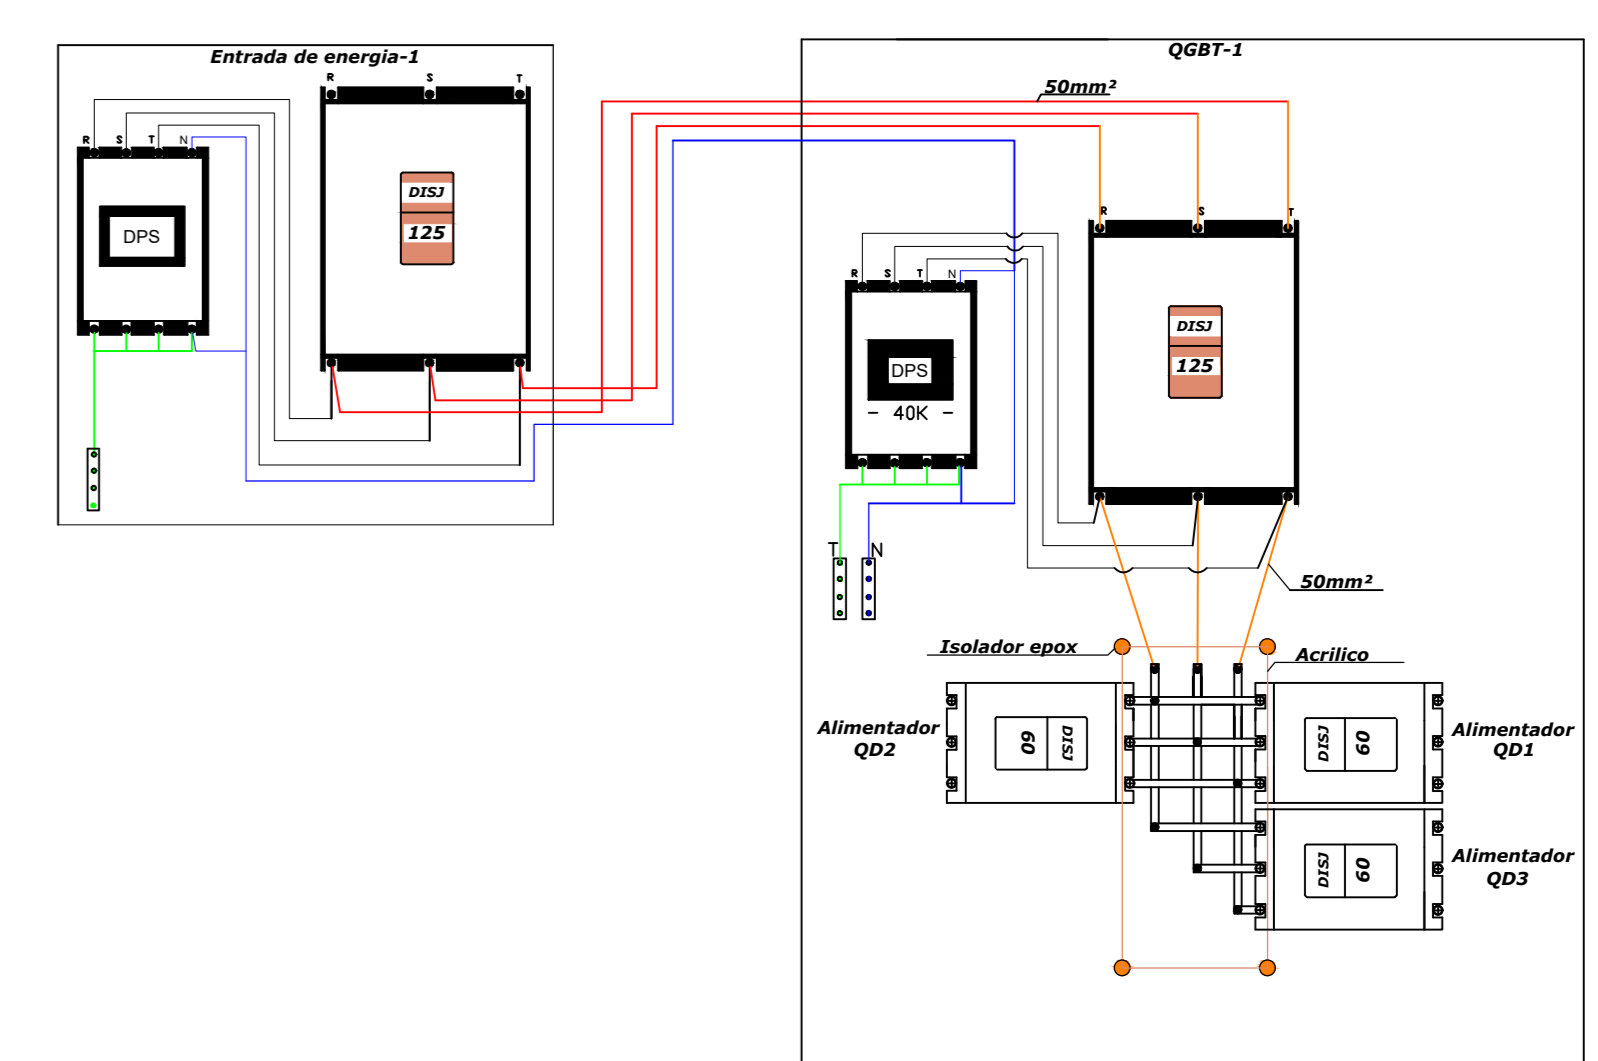 Entrada de energia-1
R S T
R S T N
DISJ
125
DPS
QGBT-1
50mm²
R S T
R S T N
DISJ
125
DPS
- 40K -
T N
50mm²
Isolador epox
Acrilico
Alimentador
QD2
60
DISJ
DISJ
60
Alimentador
QD1
DISJ
60
Alimentador
QD3